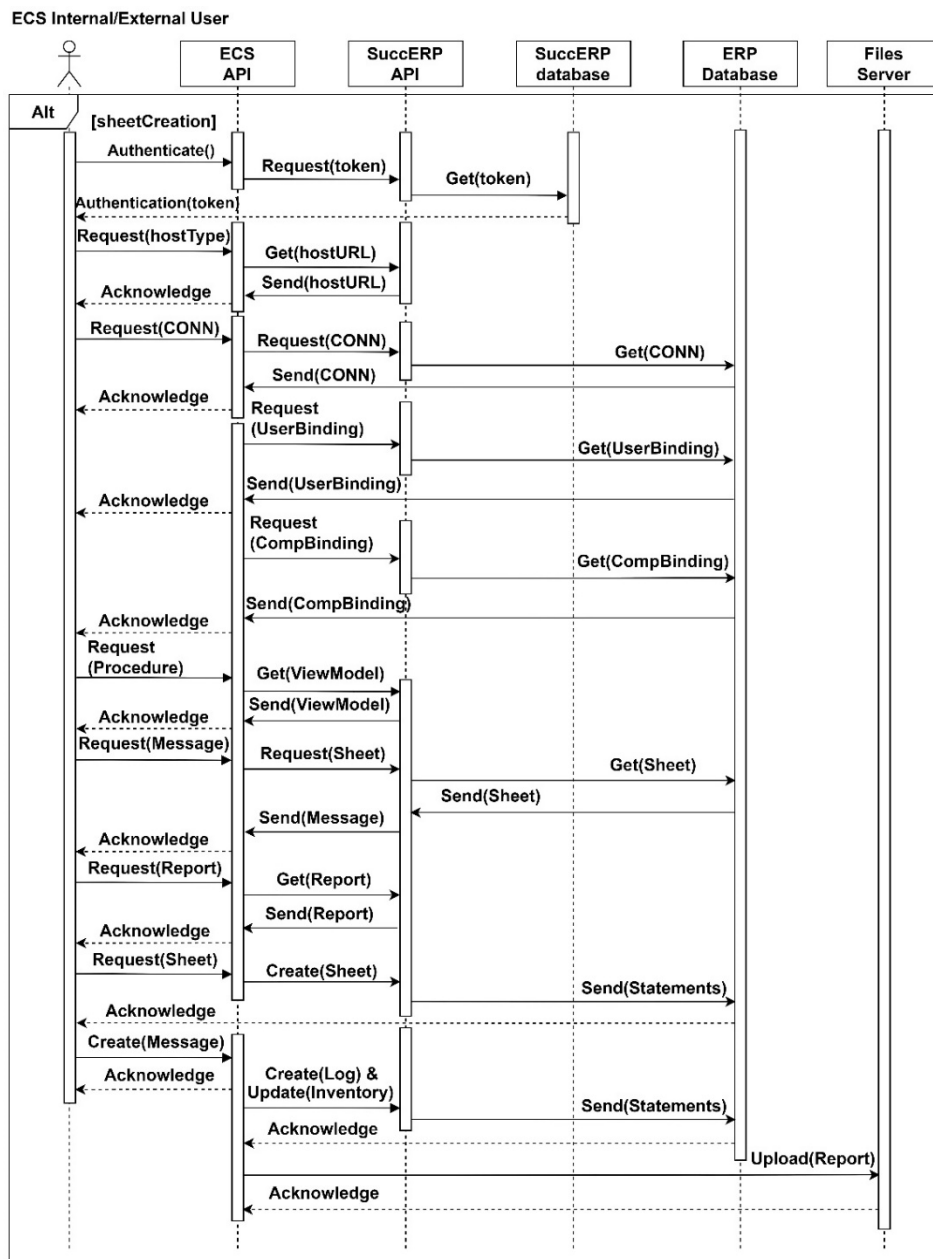 ECS Internal/External User
ECS
API
SuccERP
API
SuccERP
database
ERP
Database
Files
Server
Alt
[sheetCreation]
Authenticate()
Request(token)
Get(token)
Authentication(token)
Request(hostType)
Get(hostURL)
Send(hostURL)
Acknowledge
Request(CONN)
Request(CONN)
Get(CONN)
Send(CONN)
Acknowledge
Request
(UserBinding)
Get(UserBinding)
Send(UserBinding)
Acknowledge
Request
(CompBinding)
Get(CompBinding)
Send(CompBinding)
Acknowledge
Request
(Procedure)
Get(ViewModel)
Send(ViewModel)
Acknowledge
Request(Message)
Request(Sheet)
Get(Sheet)
Send(Sheet)
Send(Message)
Acknowledge
Request(Report)
Get(Report)
Send(Report)
Acknowledge
Request(Sheet)
Create(Sheet)
Send(Statements)
Acknowledge
Create(Message)
Acknowledge
Create(Log) &
Update(Inventory)
Send(Statements)
Acknowledge
Upload(Report)
Acknowledge